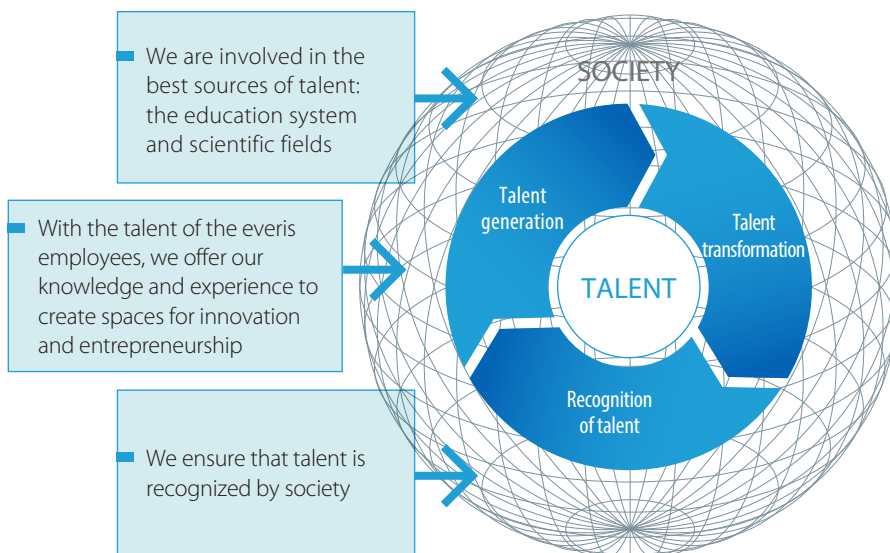 We are involved in the
best sources of talent:
the education system
and scientific fields
With the talent of the everis
employees, we offer our
knowledge and experience to
create spaces for innovation
and entrepreneurship
We ensure that talent is
recognized by society
SOCIETY
Talent
generation
Talent
transformation
TALENT
Recognition
of talent